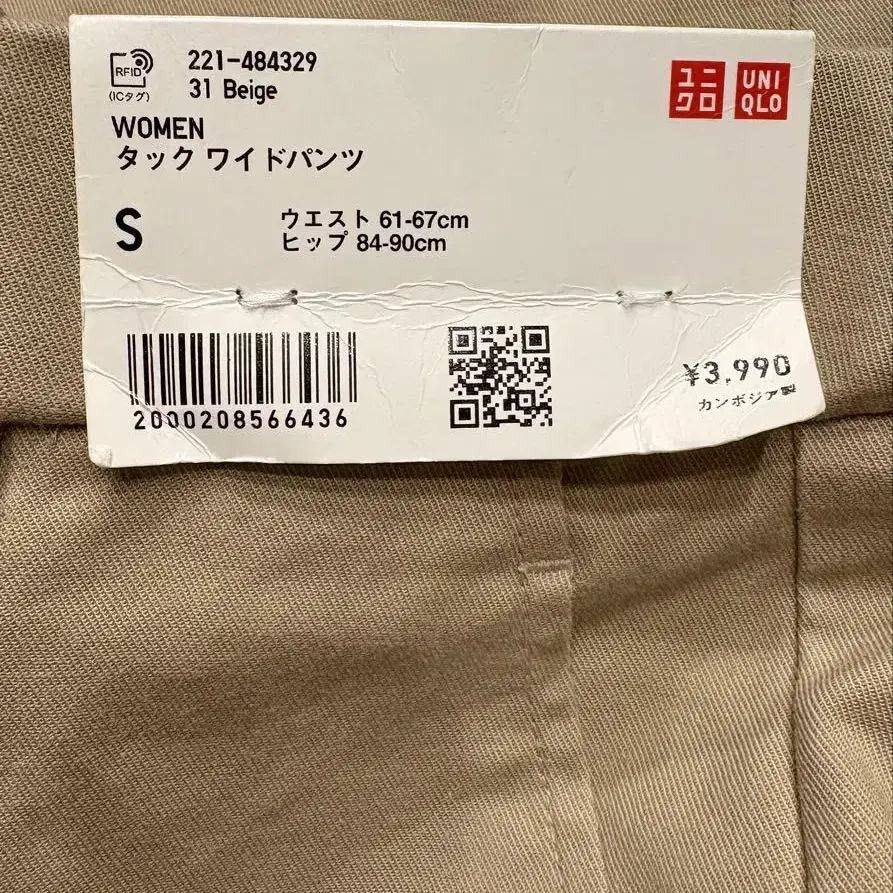 RFID
(ICタグ)
221-484329
31 Beige
ユニ
クロ
UNI
QLO
WOMEN
タック ワイドパンツ
S
ウエスト 61-67cm
ヒップ 84-90cm
2000208566436
¥3,990
カンボジア製